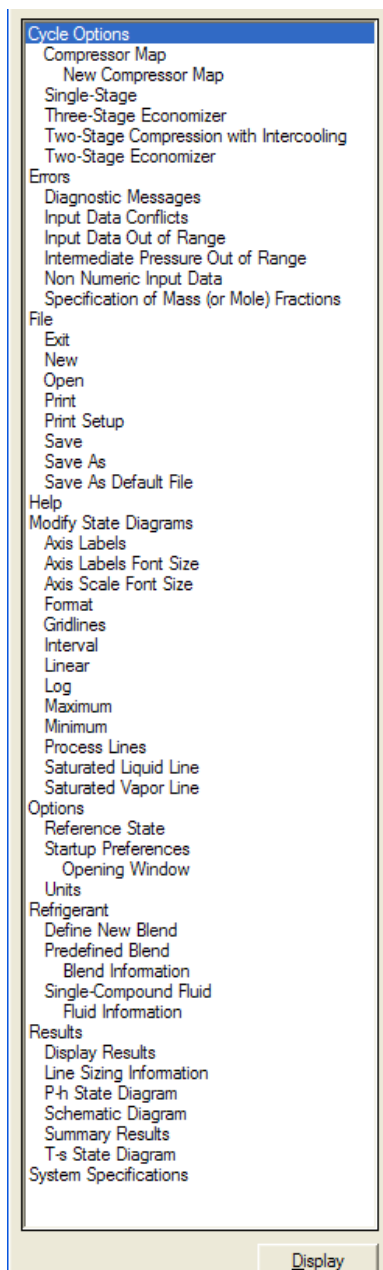 Cycle Options
Compressor Map
New Compressor Map
Single-Stage
Three-Stage Economizer
Two-Stage Compression with Intercooling
Two-Stage Economizer
Errors
Diagnostic Messages
Input Data Conflicts
Input Data Out of Range
Intermediate Pressure Out of Range
Non Numeric Input Data
Specification of Mass (or Mole) Fractions
File
Exit
New
Open
Print
Print Setup
Save
Save As
Save As Default File
Help
Modify State Diagrams
Axis Labels
Axis Labels Font Size
Axis Scale Font Size
Format
Gridlines
Interval
Linear
Log
Maximum
Minimum
Process Lines
Saturated Liquid Line
Saturated Vapor Line
Options
Reference State
Startup Preferences
Opening Window
Units
Refrigerant
Define New Blend
Predefined Blend
Blend Information
Single-Compound Fluid
Fluid Information
Results
Display Results
Line Sizing Information
P-h State Diagram
Schematic Diagram
Summary Results
T-s State Diagram
System Specifications
Display